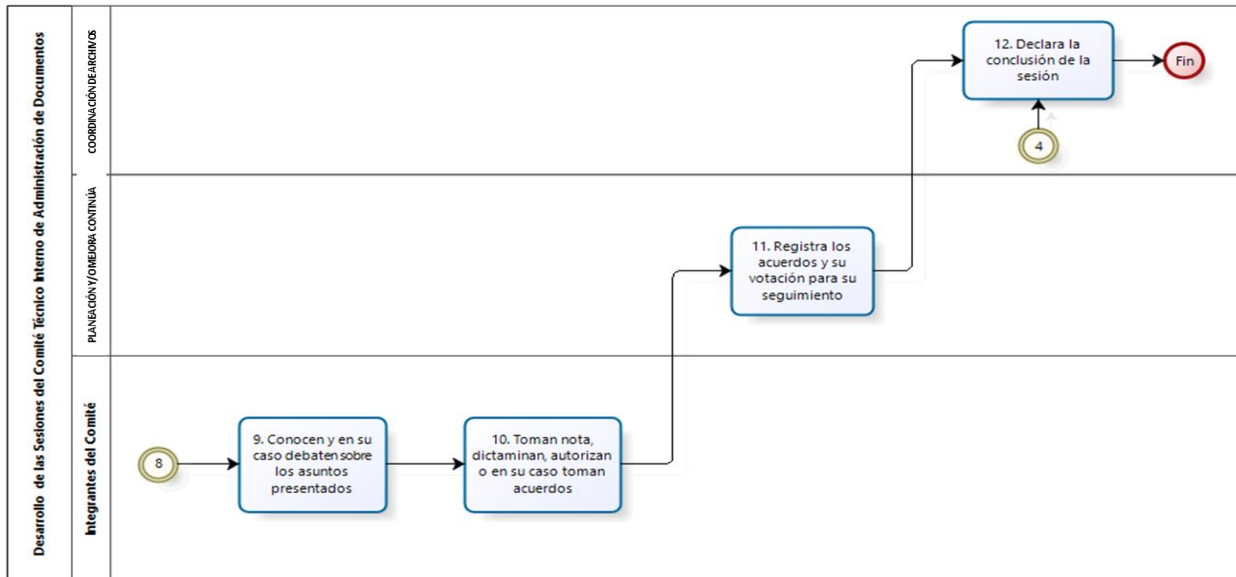 Desarrollo de las Sesiones del Comité Técnico Interno de Administración de Documentos
COORDINACIÓN DE ARCHIVOS
12. Declara la
conclusión de la
sesión
Fin
4
PLANEACIÓN Y/O MEJORA CONTINÚA
11. Registra los
acuerdos y su
votación para su
seguimiento
Integrantes del Comité
8
9. Conocen y en su
caso debaten sobre
los asuntos
presentados
10. Toman nota,
dictaminan, autorizan
o en su caso toman
acuerdos